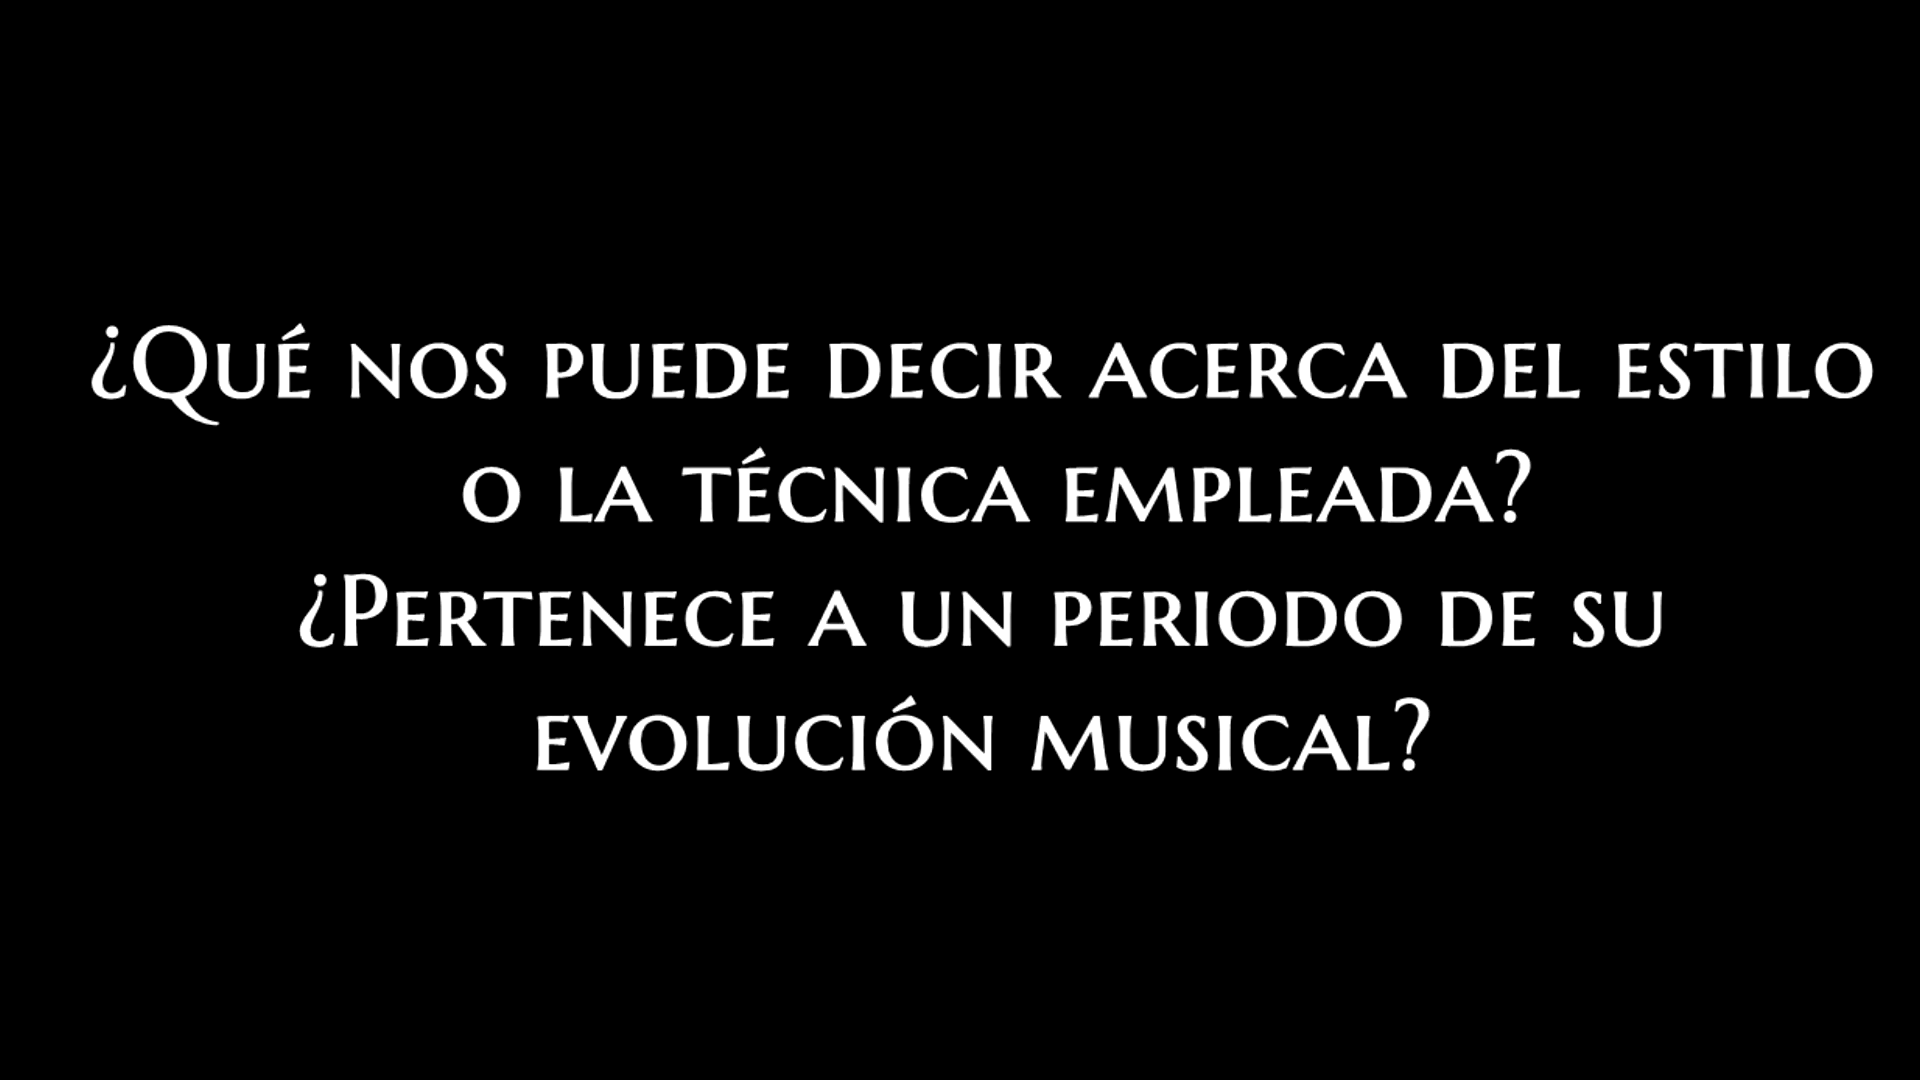 ¿Qué nos puede decir acerca del estilo
o la técnica empleada?
¿Pertenece a un periodo de su
evolución musical?